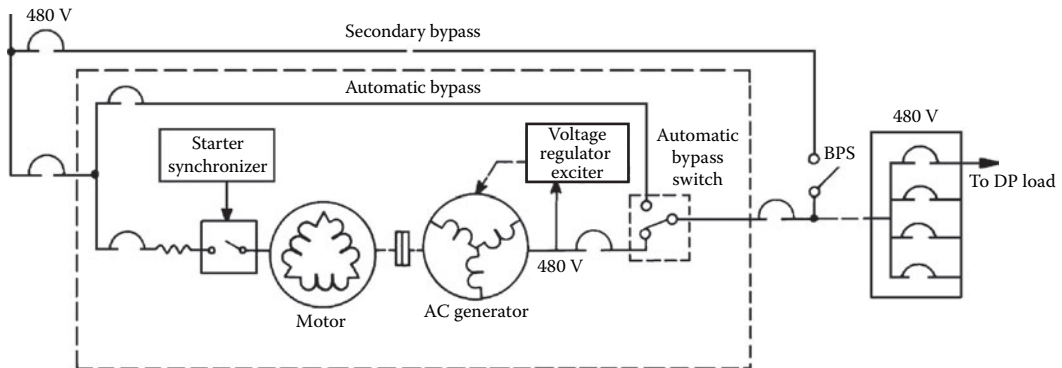 480 V
Secondary bypass
Automatic bypass
480 V
Starter
synchronizer
Voltage
regulator
exciter
Automatic
bypass
switch
BPS
To DP load
480 V
Motor
AC generator